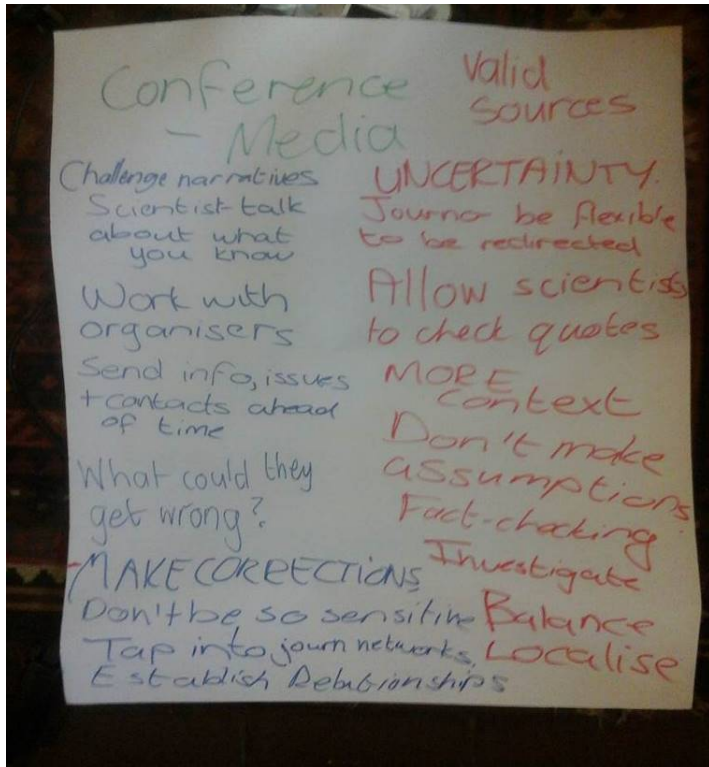 Conference
- Media
Challenge narratives
Scientist-talk
about what
you know
Work with
organisers
Send info, issues
+ contacts ahead
of time
What could they
get wrong?
-MAKE CORRECTIONS
Don't be so sensitive
Tap into journ networks,
Establish Relationships
Valid
sources
UNCERTAINTY.
Journo be flexible
to be redirected
Allow scientists
to check quotes
MORE
context
Don't make
assumptions.
Fact-checking
Investigate
Balance
Localise